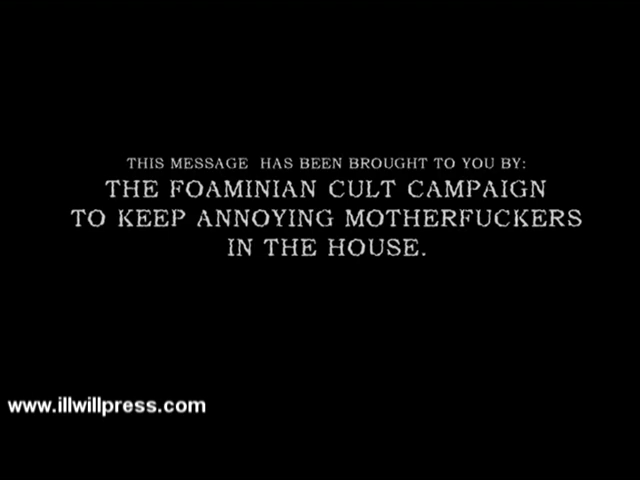 THIS MESSAGE HAS BEEN BROUGHT TO YOU BY:
THE FOAMINIAN CULT CAMPAIGN
TO KEEP ANNOYING MOTHERFUCKERS
IN THE HOUSE.
www.illwillpress.com